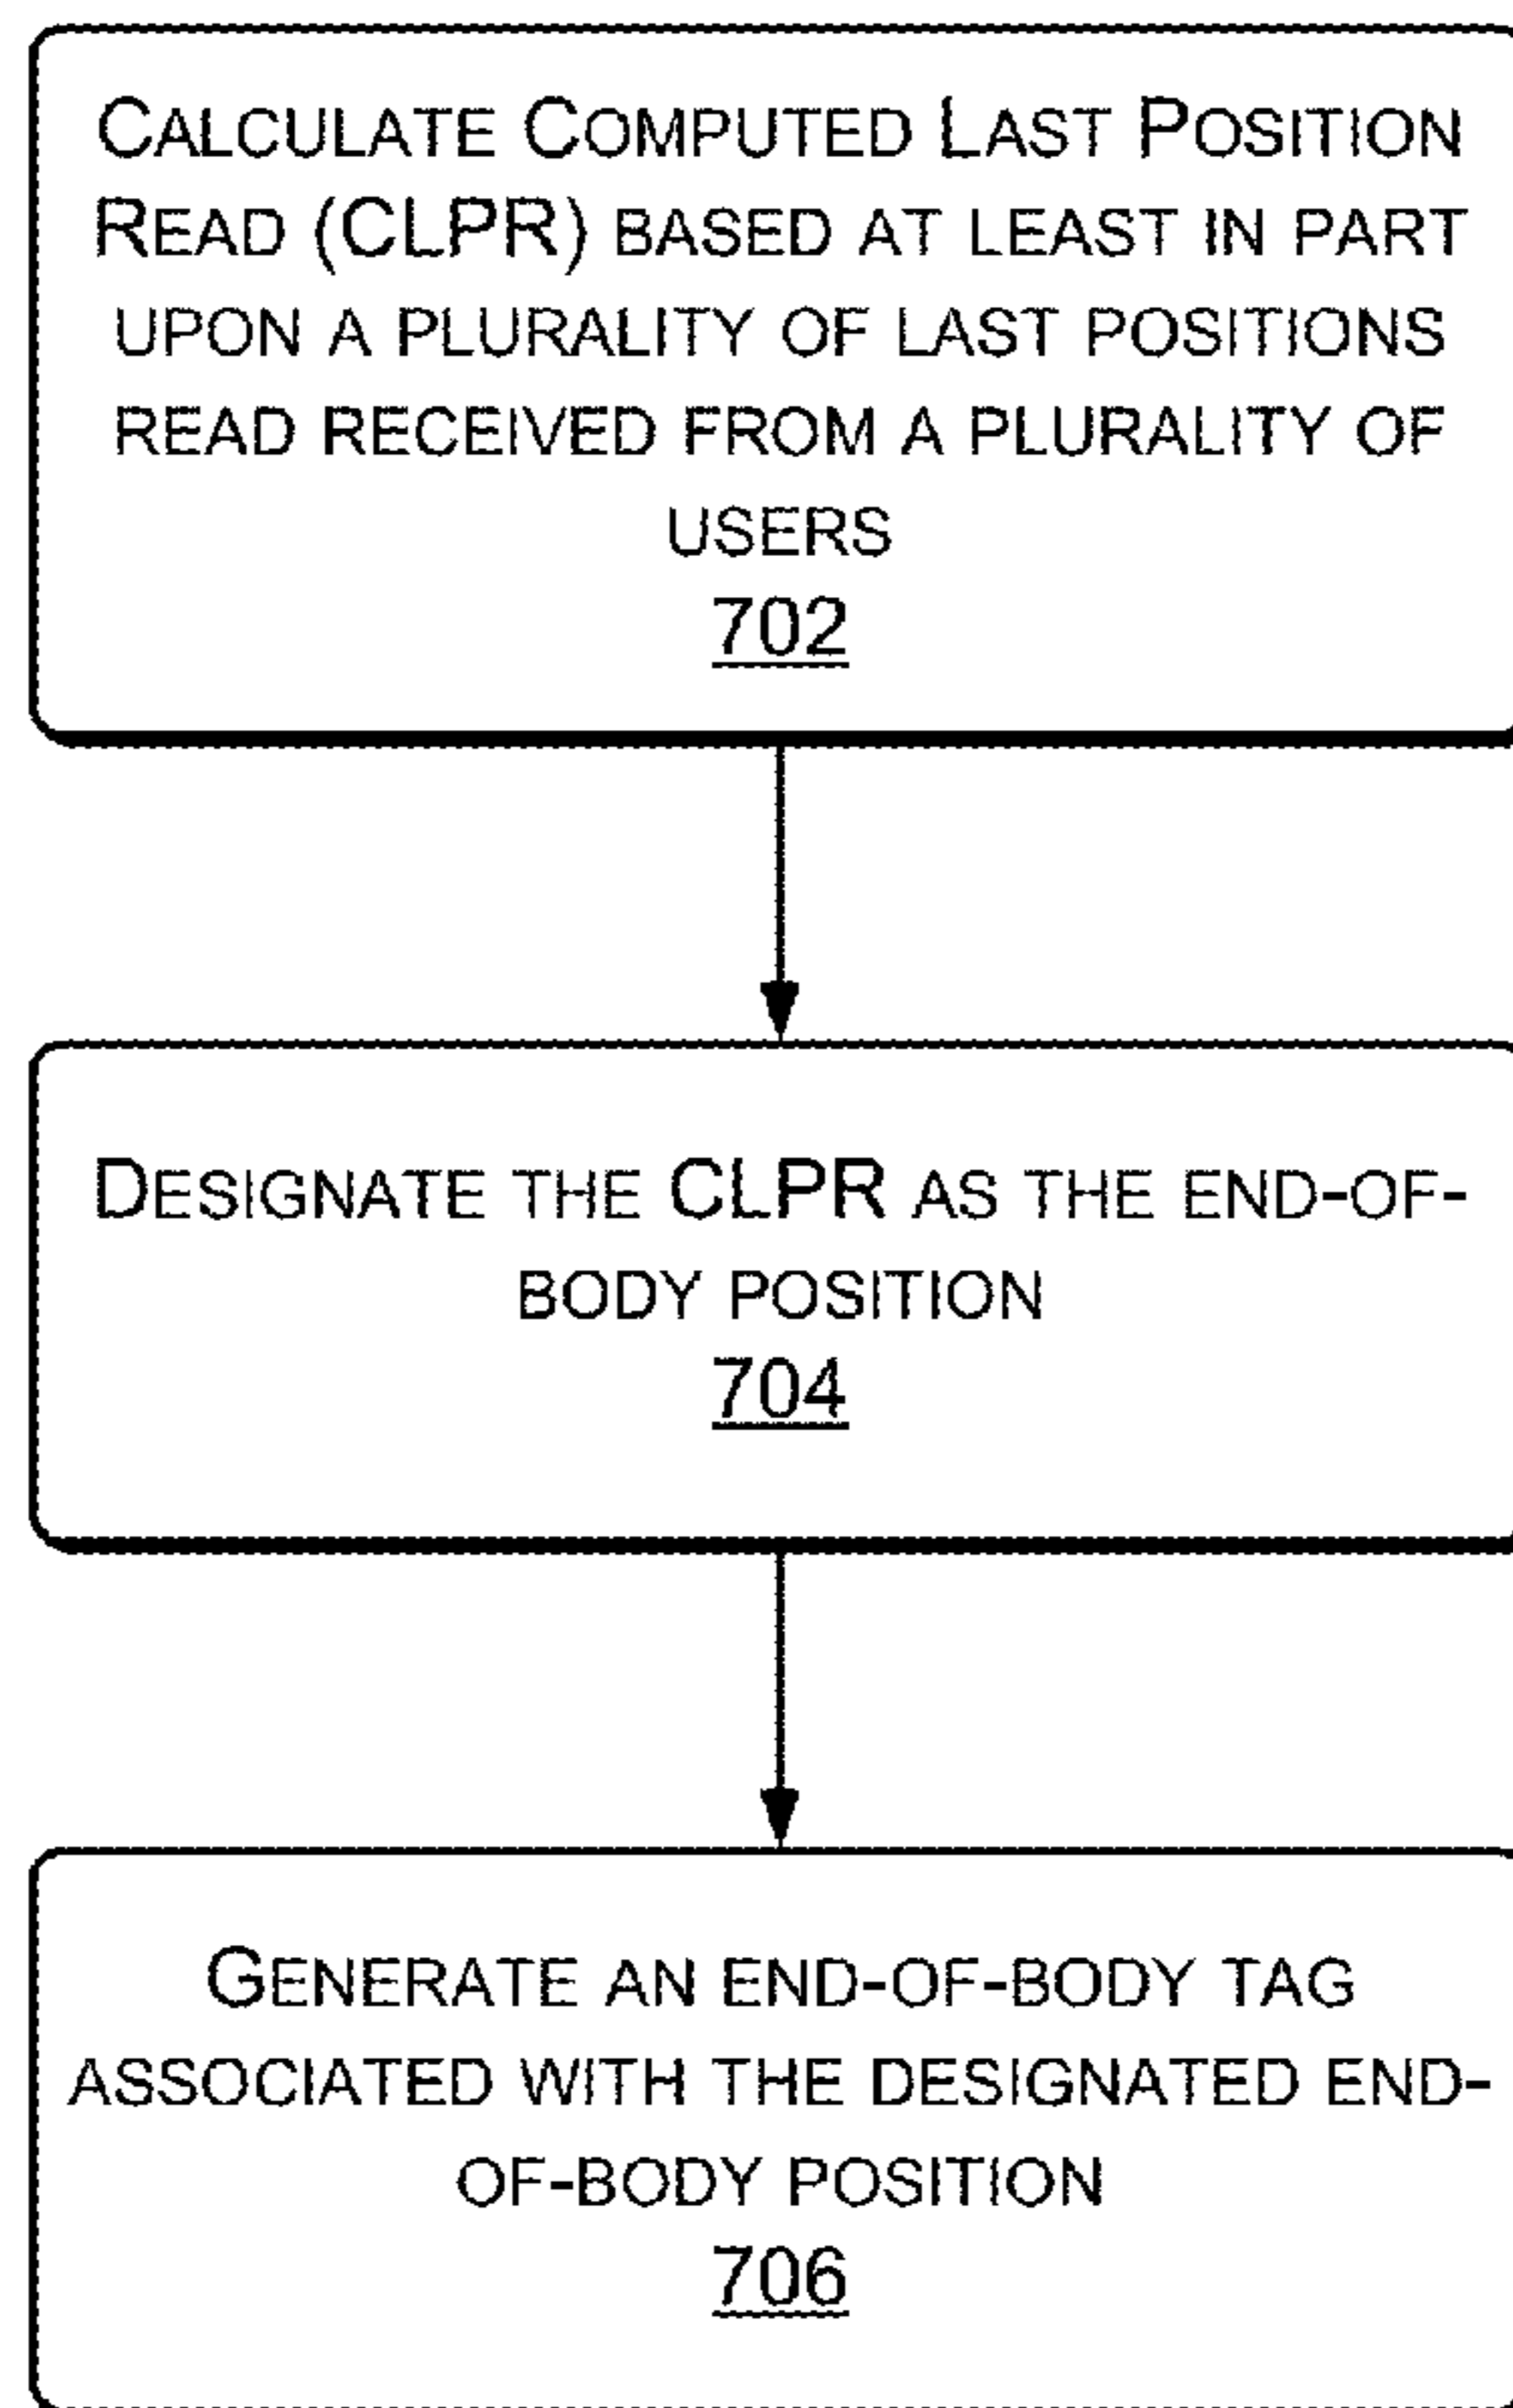 CALCULATE COMPUTED LAST POSITION
READ (CLPR) BASED AT LEAST IN PART
UPON A PLURALITY OF LAST POSITIONS
READ RECEIVED FROM A PLURALITY OF
USERS
702
DESIGNATE THE CLPR AS THE END-OF-
BODY POSITION
704
GENERATE AN END-OF-BODY TAG
ASSOCIATED WITH THE DESIGNATED END-
OF-BODY POSITION
706